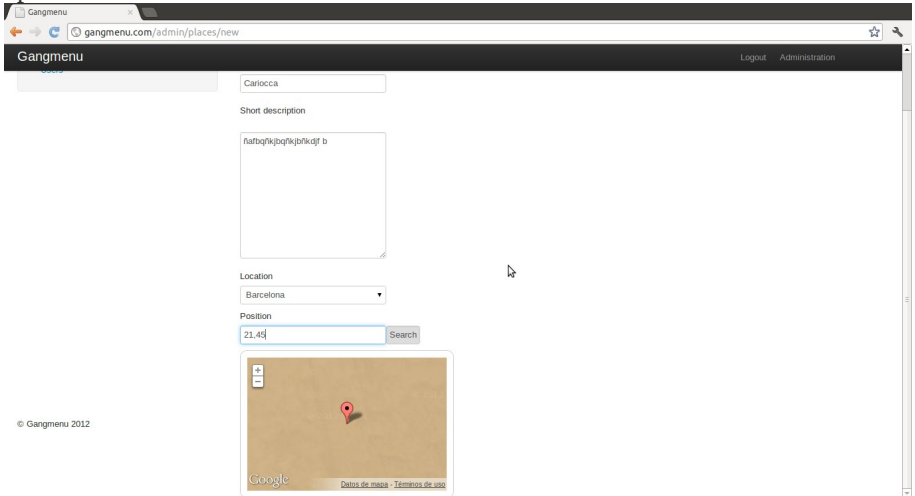 Gangmenu
gangmenu.com/admin/places/new
Gangmenu
Logout Administration
Users
Cariocca
Short description
ñafbqñkjbqñkjbñkdjf b
Location
Barcelona
Position
21,45
Search
+
−
Google
Datos de mapa - Términos de uso
© Gangmenu 2012